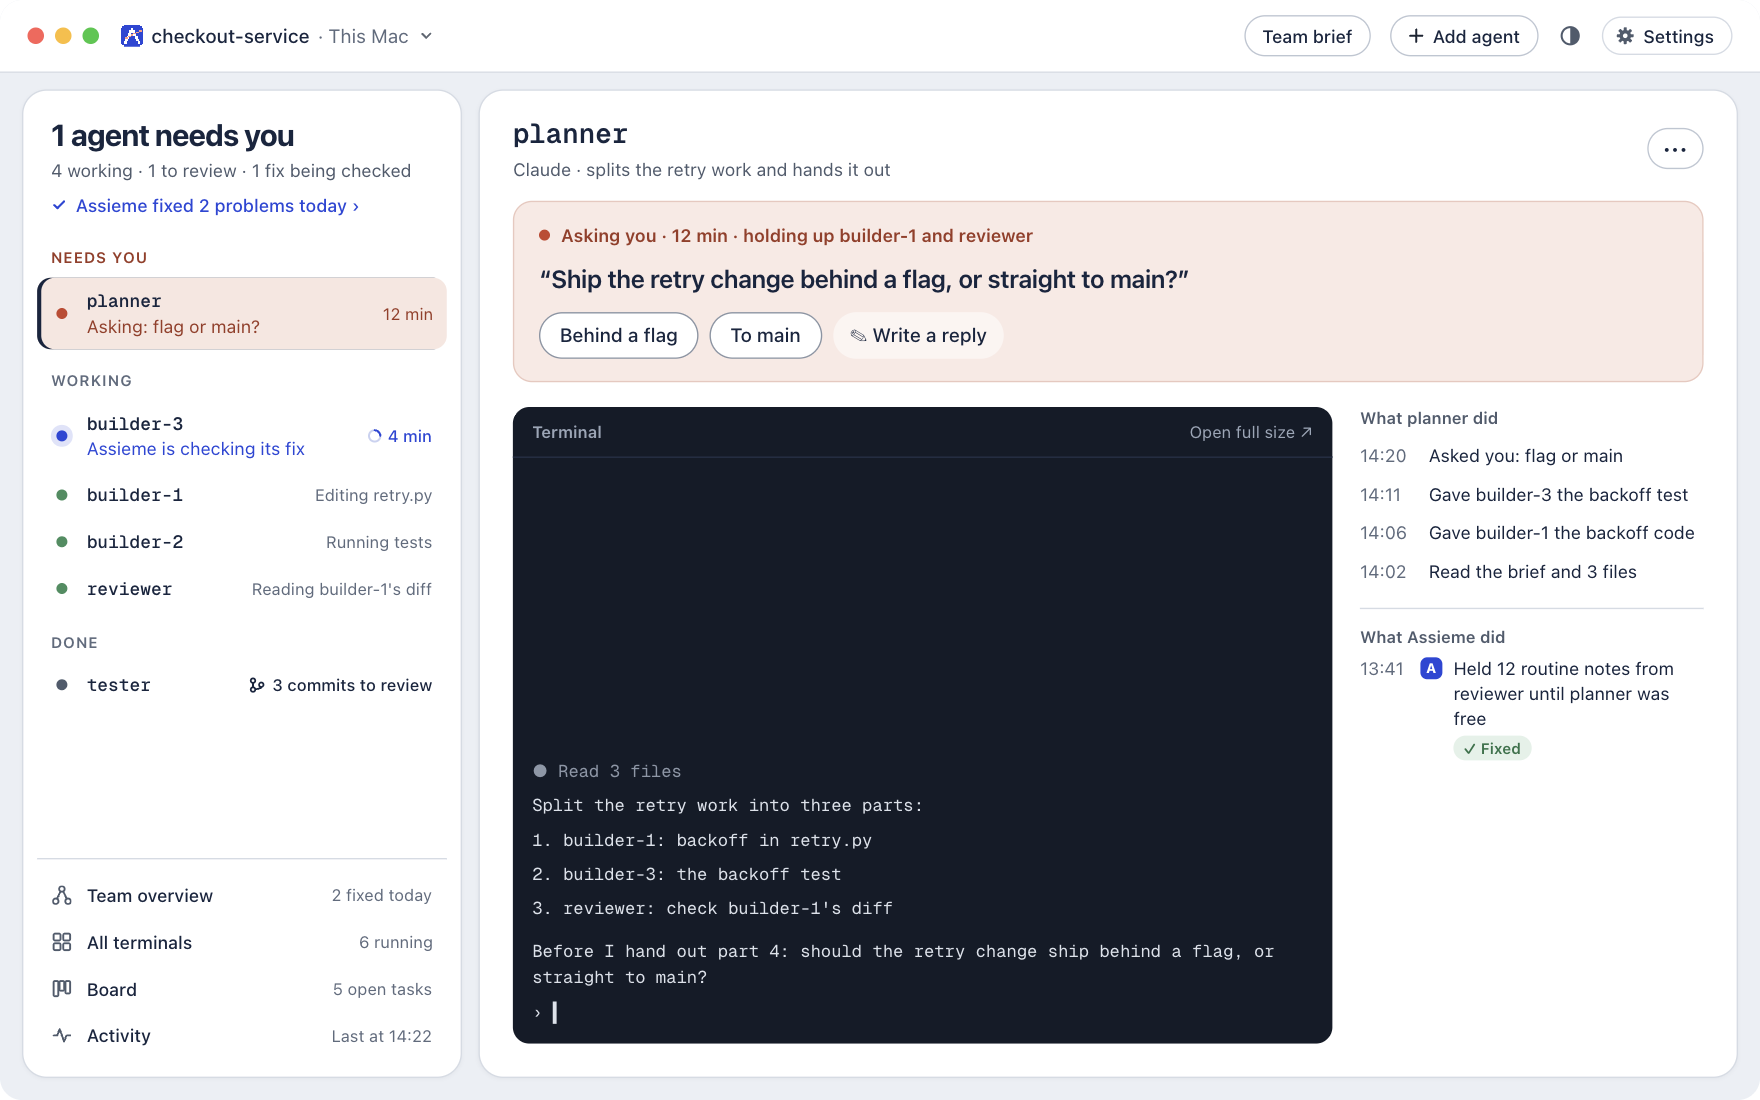 checkout-service · This Mac
Team brief
+ Add agent
Settings
1 agent needs you
4 working · 1 to review · 1 fix being checked
✓ Assieme fixed 2 problems today ›
NEEDS YOU
planner
Asking: flag or main?
12 min
WORKING
builder-3
Assieme is checking its fix
4 min
builder-1 Editing retry.py
builder-2 Running tests
reviewer Reading builder-1's diff
DONE
tester 3 commits to review
Team overview 2 fixed today
All terminals 6 running
Board 5 open tasks
Activity Last at 14:22
planner
Claude · splits the retry work and hands it out
Asking you · 12 min · holding up builder-1 and reviewer
“Ship the retry change behind a flag, or straight to main?”
Behind a flag
To main
✎ Write a reply
Terminal
Open full size ↗
● Read 3 files
Split the retry work into three parts:
1. builder-1: backoff in retry.py
2. builder-3: the backoff test
3. reviewer: check builder-1's diff
Before I hand out part 4: should the retry change ship behind a flag, or
straight to main?
›
What planner did
14:20 Asked you: flag or main
14:11 Gave builder-3 the backoff test
14:06 Gave builder-1 the backoff code
14:02 Read the brief and 3 files
What Assieme did
13:41 A Held 12 routine notes from
reviewer until planner was
free
✓ Fixed